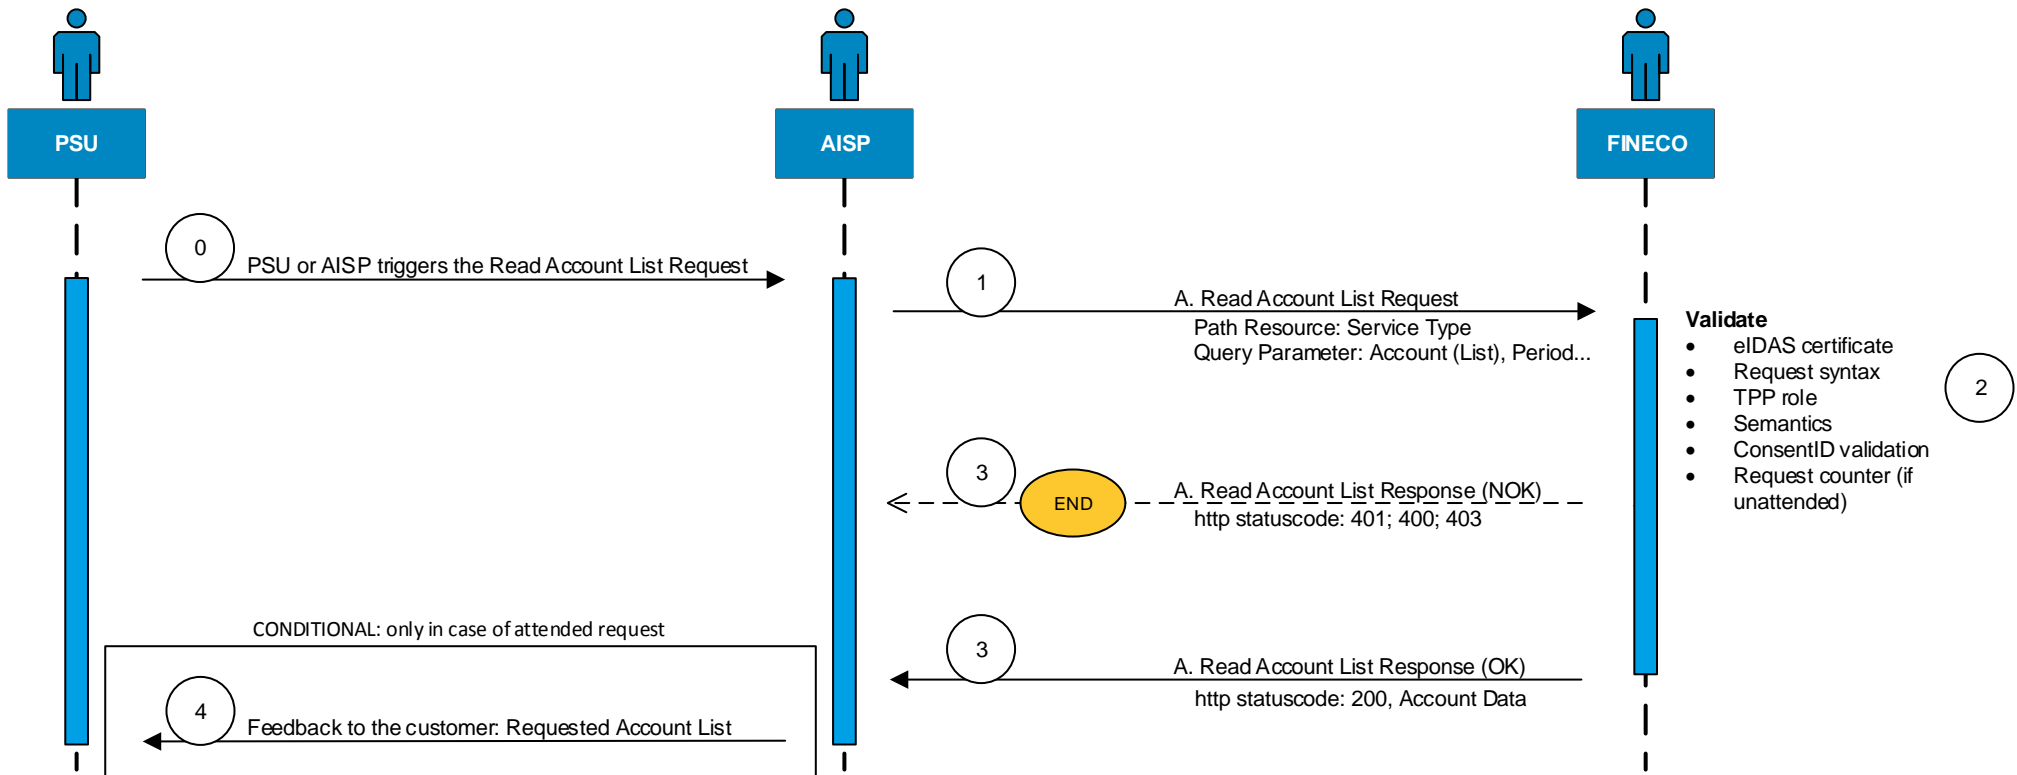 PSU
AISP
FINECO
0
PSU or AISP triggers the Read Account List Request
1
A. Read Account List Request
Path Resource: Service Type
Query Parameter: Account (List), Period...
Validate
• eIDAS certificate
• Request syntax
• TPP role
• Semantics
• ConsentID validation
• Request counter (if
unattended)
2
3
END
A. Read Account List Response (NOK)
http statuscode: 401; 400; 403
CONDITIONAL: only in case of attended request
3
A. Read Account List Response (OK)
http statuscode: 200, Account Data
4
Feedback to the customer: Requested Account List